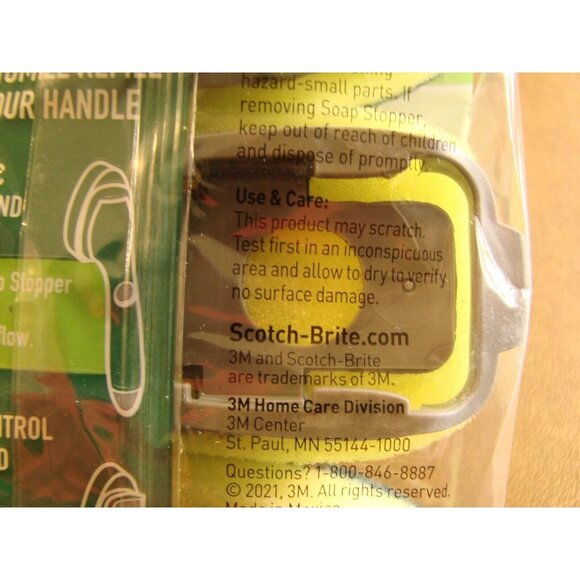 OUR HANDLE
hazard-small parts. If
removing Soap Stopper,
keep out of reach of children
and dispose of promptly.
Use & Care:
This product may scratch.
Test first in an inconspicuous
area and allow to dry to verify
no surface damage.
Stopper
flow.
Scotch-Brite.com
3M and Scotch-Brite
are trademarks of 3M.
3M Home Care Division
3M Center
St. Paul, MN 55144-1000
NTROL
D
Questions? 1-800-846-8887
© 2021, 3M. All rights reserved.
Made in Mexico